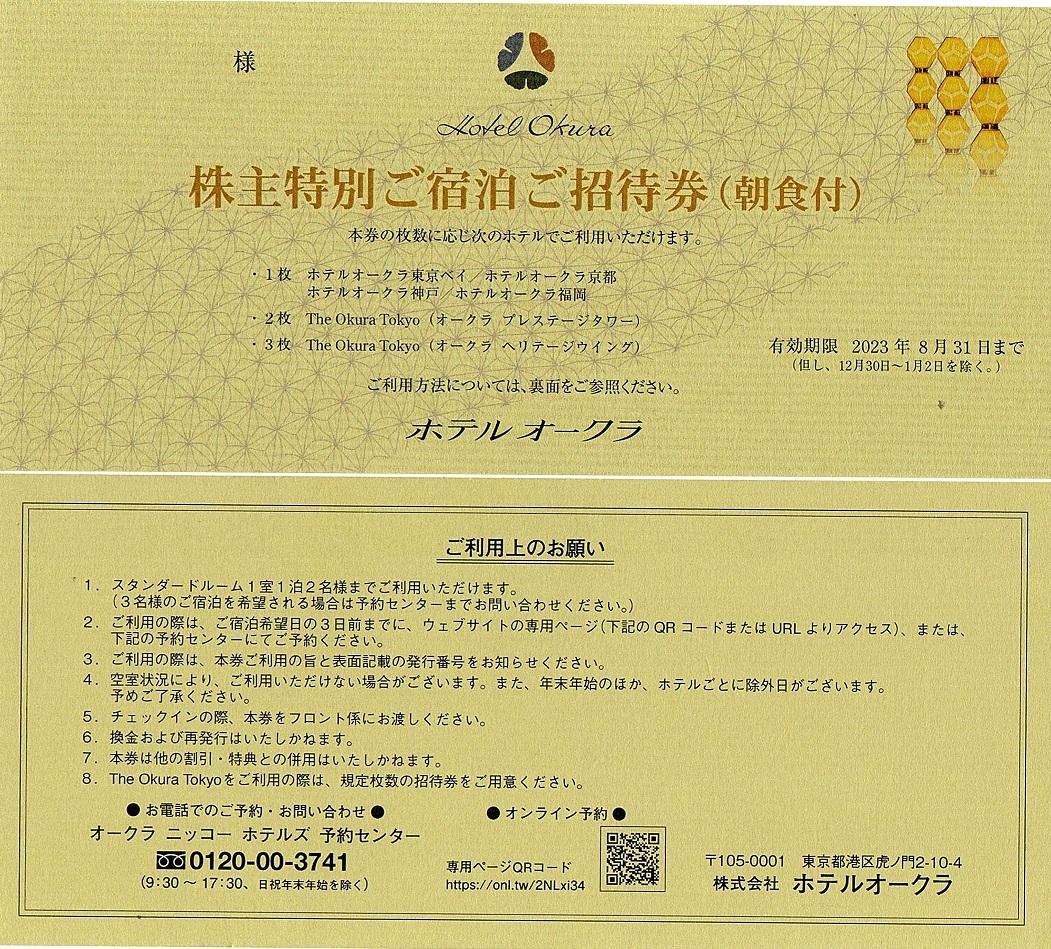 様
Hotel Okura
株主特別ご宿泊ご招待券(朝食付)
本券の枚数に応じ次のホテルでご利用いただけます。
・1枚 ホテルオークラ東京ベイ／ホテルオークラ京都
ホテルオークラ神戸／ホテルオークラ福岡
・2枚 The Okura Tokyo（オークラ プレステージタワー）
・3枚 The Okura Tokyo（オークラ ヘリテージウイング）
有効期限 2023年 8月31日まで
（但し、12月30日～1月2日を除く。）
ご利用方法については、裏面をご参照ください。
ホテル オークラ
ご利用上のお願い
1. スタンダードルーム1室1泊2名様までご利用いただけます。
（3名様のご宿泊を希望される場合は予約センターまでお問い合わせください。）
2. ご利用の際は、ご宿泊希望日の3日前までに、ウェブサイトの専用ページ（下記のQRコードまたはURLよりアクセス）、または、
下記の予約センターにてご予約ください。
3. ご利用の際は、本券ご利用の旨と表面記載の発行番号をお知らせください。
4. 空室状況により、ご利用いただけない場合がございます。また、年末年始のほか、ホテルごとに除外日がございます。
予めご了承ください。
5. チェックインの際、本券をフロント係にお渡しください。
6. 換金および再発行はいたしかねます。
7. 本券は他の割引・特典との併用はいたしかねます。
8. The Okura Tokyoをご利用の際は、規定枚数の招待券をご用意ください。
●お電話でのご予約・お問い合わせ●
オークラ ニッコー ホテルズ 予約センター
0120-00-3741
（9:30～17:30、日祝年末年始を除く）
●オンライン予約●
専用ページQRコード
https://onl.tw/2NLxi34
〒105-0001 東京都港区虎ノ門2-10-4
株式会社 ホテルオークラ